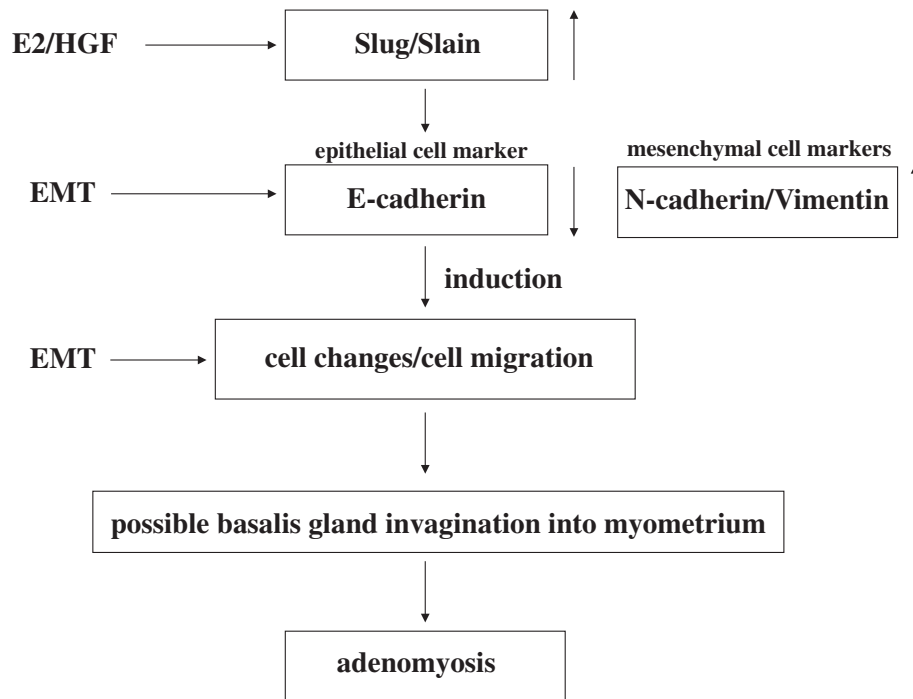 E2/HGF
Slug/Slain
epithelial cell marker
mesenchymal cell markers
EMT
E-cadherin
N-cadherin/Vimentin
induction
EMT
cell changes/cell migration
possible basalis gland invagination into myometrium
adenomyosis